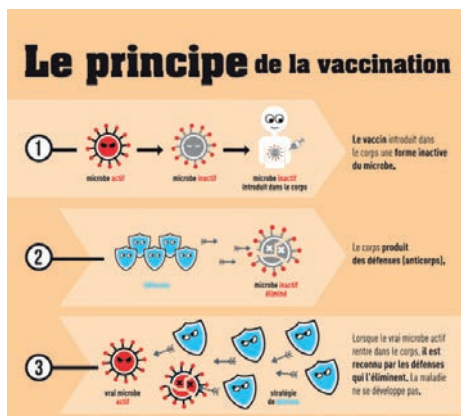 Le principe de la vaccination
1
microbe actif
microbe inactif
microbe inactif
introduit dans le corps
Le vaccin introduit dans
le corps une forme inactive
du microbe.
2
défenses
microbe inactif
éliminé
Le corps produit
des défenses (anticorps).
3
vrai microbe
actif
stratégie
de défense
Lorsque le vrai microbe actif
rentre dans le corps, il est
reconnu par les défenses
qui l'éliminent. La maladie
ne se développe pas.